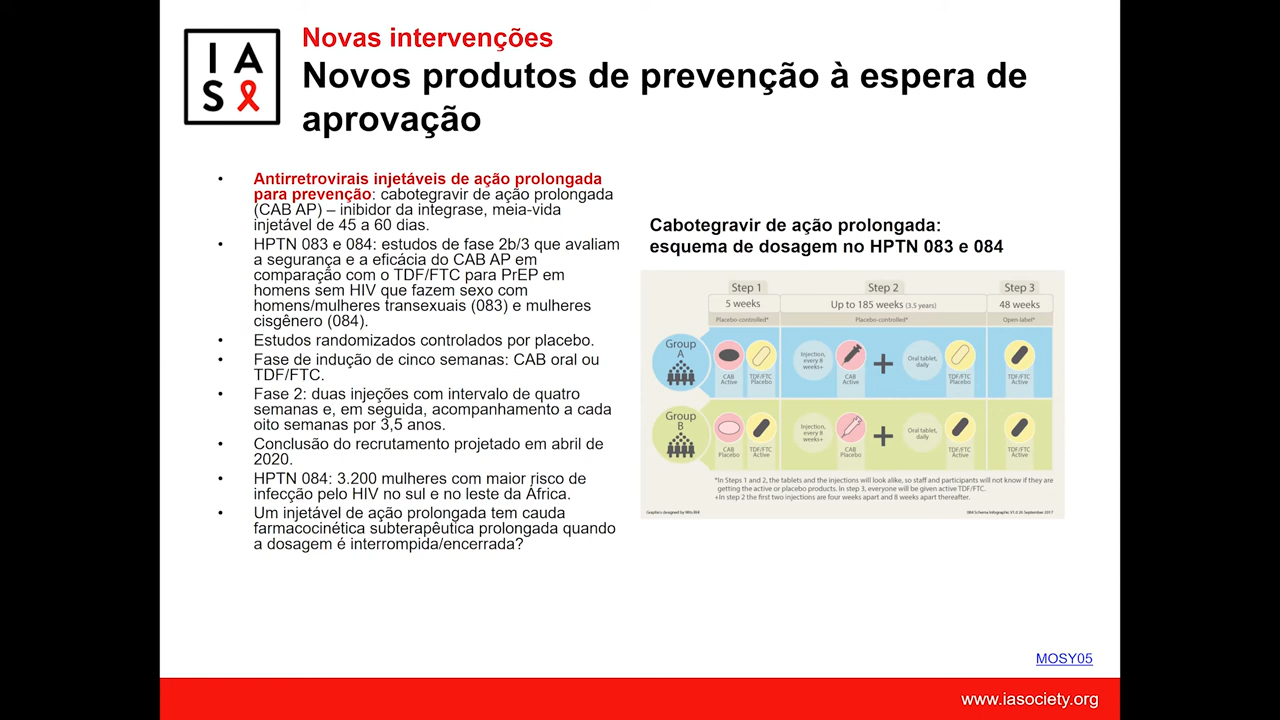 I A
S
Novas intervenções
Novos produtos de prevenção à espera de
aprovação
• Antirretrovirais injetáveis de ação prolongada
para prevenção: cabotegravir de ação prolongada
(CAB AP) – inibidor da integrase, meia-vida
injetável de 45 a 60 dias.
• HPTN 083 e 084: estudos de fase 2b/3 que avaliam
a segurança e a eficácia do CAB AP em
comparação com o TDF/FTC para PrEP em
homens sem HIV que fazem sexo com
homens/mulheres transexuais (083) e mulheres
cisgênero (084).
• Estudos randomizados controlados por placebo.
• Fase de indução de cinco semanas: CAB oral ou
TDF/FTC.
• Fase 2: duas injeções com intervalo de quatro
semanas e, em seguida, acompanhamento a cada
oito semanas por 3,5 anos.
• Conclusão do recrutamento projetado em abril de
2020.
• HPTN 084: 3.200 mulheres com maior risco de
infecção pelo HIV no sul e no leste da África.
• Um injetável de ação prolongada tem cauda
farmacocinética subterapêutica prolongada quando
a dosagem é interrompida/encerrada?
Cabotegravir de ação prolongada:
esquema de dosagem no HPTN 083 e 084
Step 1 Step 2 Step 3
5 weeks Up to 185 weeks (3.5 years) 48 weeks
Placebo-controlled* Placebo-controlled* Open-label*
Group
A
Injection,
every 8
weeks+
+
Oral tablet,
daily
CAB
Active
TDF/FTC
Placebo
CAB
Active
TDF/FTC
Placebo
TDF/FTC
Active
Group
B
Injection,
every 8
weeks+
+
Oral tablet,
daily
CAB
Placebo
TDF/FTC
Active
CAB
Placebo
TDF/FTC
Active
TDF/FTC
Active
*In Steps 1 and 2, the tablets and the injections will look alike, so staff and participants will not know if they are
getting the active or placebo products. In step 3, everyone will be given active TDF/FTC.
+In step 2 the first two injections are four weeks apart and 8 weeks apart thereafter.
Graphics designed by
084 Schema Infographic V1.0 26 September 2017
MOSY05
www.iasociety.org